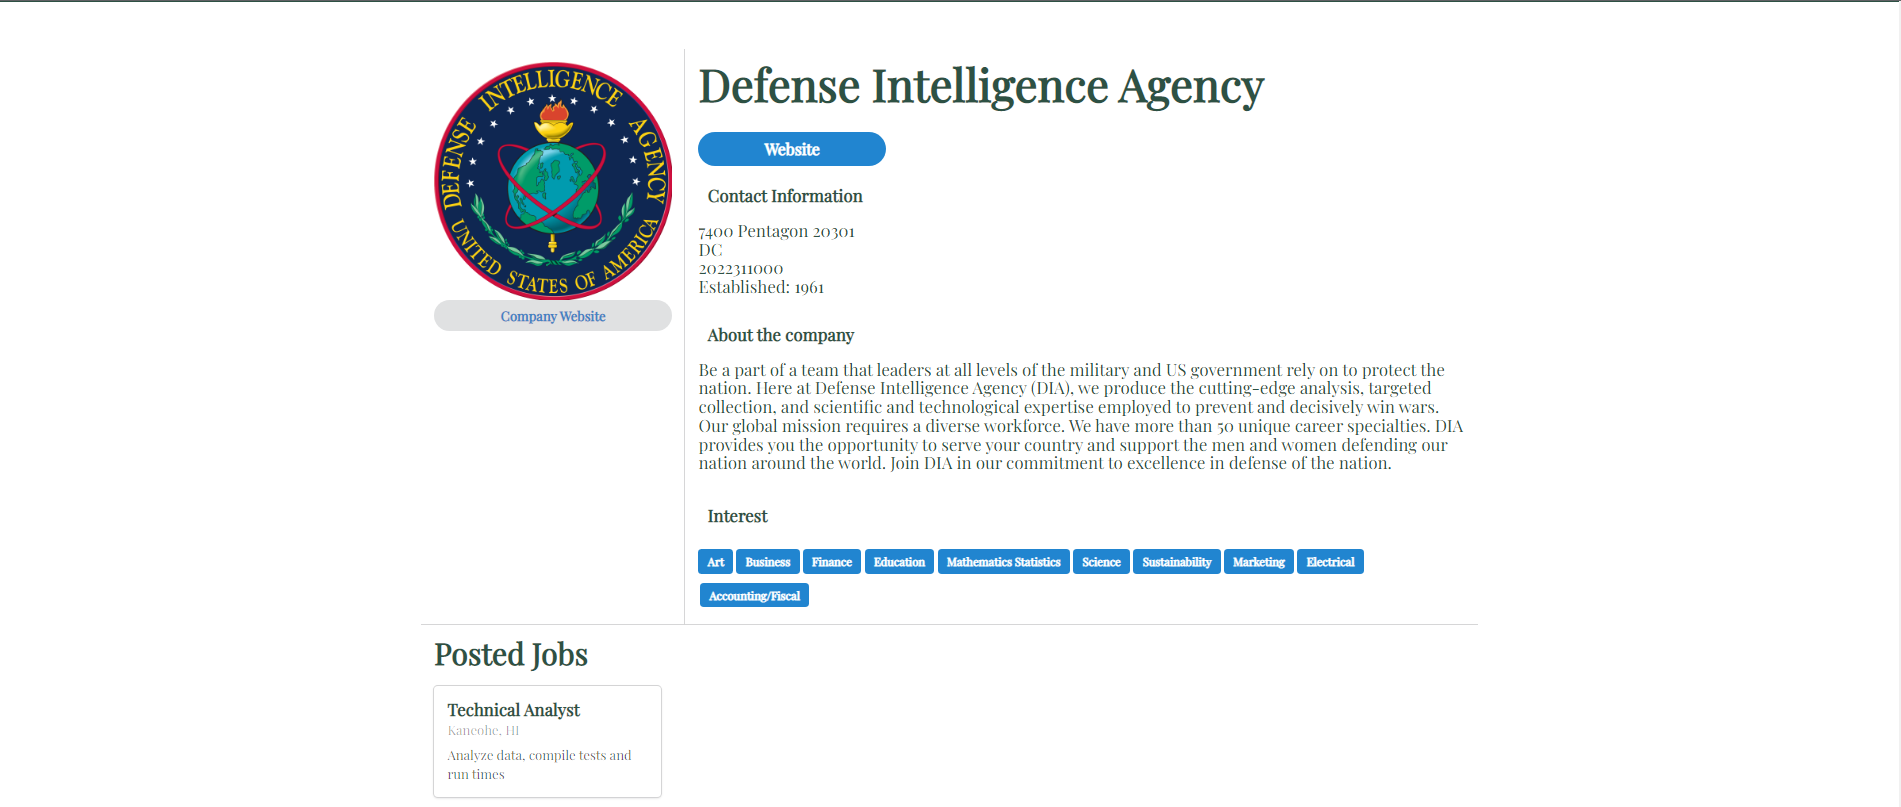 DEFENSE INTELLIGENCE AGENCY
UNITED STATES OF AMERICA
Company Website
Defense Intelligence Agency
Website
Contact Information
7400 Pentagon 20301
DC
2022311000
Established: 1961
About the company
Be a part of a team that leaders at all levels of the military and US government rely on to protect the
nation. Here at Defense Intelligence Agency (DIA), we produce the cutting-edge analysis, targeted
collection, and scientific and technological expertise employed to prevent and decisively win wars.
Our global mission requires a diverse workforce. We have more than 50 unique career specialties. DIA
provides you the opportunity to serve your country and support the men and women defending our
nation around the world. Join DIA in our commitment to excellence in defense of the nation.
Interest
Art Business Finance Education Mathematics Statistics Science Sustainability Marketing Electrical
Accounting/Fiscal
Posted Jobs
Technical Analyst
Kaneohe, HI
Analyze data, compile tests and
run times